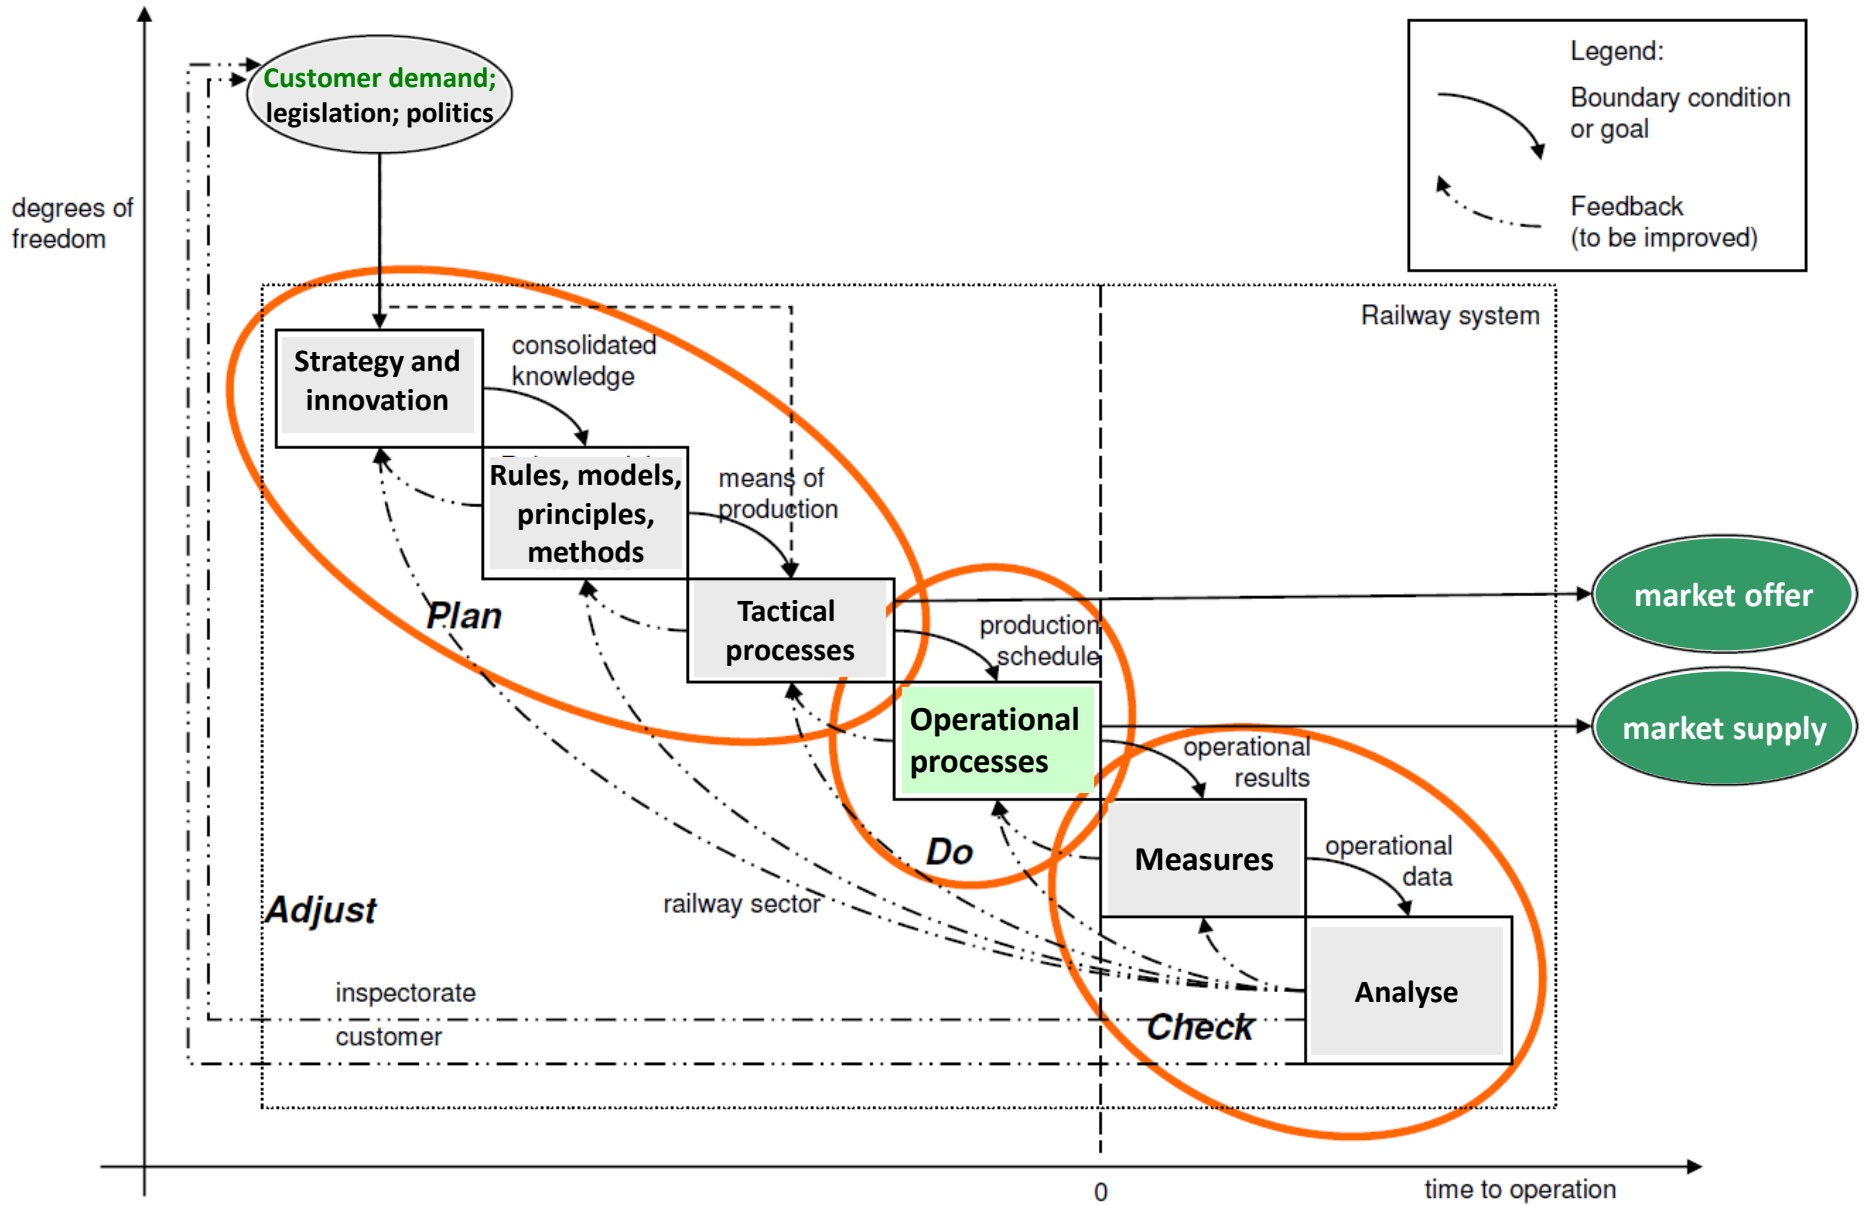 Customer demand;
legislation; politics
Legend:
Boundary condition
or goal
Feedback
(to be improved)
degrees of
freedom
Railway system
Strategy and
innovation
consolidated
knowledge
Rules, models,
principles,
methods
means of
production
Plan
Tactical
processes
production
schedule
market offer
Operational
processes
market supply
operational
results
Do
Measures
operational
data
railway sector
Adjust
Analyse
inspectorate
Check
customer
0
time to operation